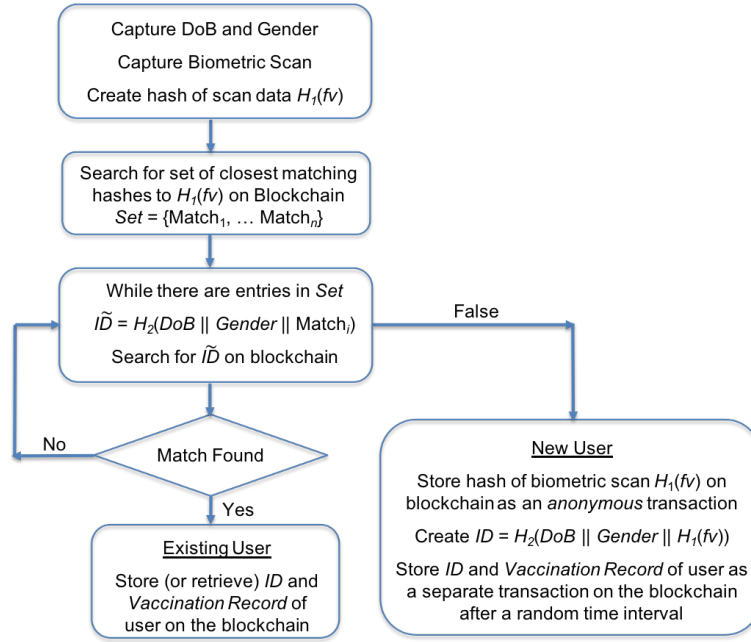 Capture DoB and Gender
Capture Biometric Scan
Create hash of scan data H₁(fv)
Search for set of closest matching
hashes to H₁(fv) on Blockchain
Set = {Match₁, … Matchₙ}
While there are entries in Set
ID̃ = H₂(DoB || Gender || Matchᵢ)
Search for ID̃ on blockchain
False
No
Match Found
Yes
Existing User
Store (or retrieve) ID and
Vaccination Record of
user on the blockchain
New User
Store hash of biometric scan H₁(fv) on
blockchain as an anonymous transaction
Create ID = H₂(DoB || Gender || H₁(fv))
Store ID and Vaccination Record of user as
a separate transaction on the blockchain
after a random time interval